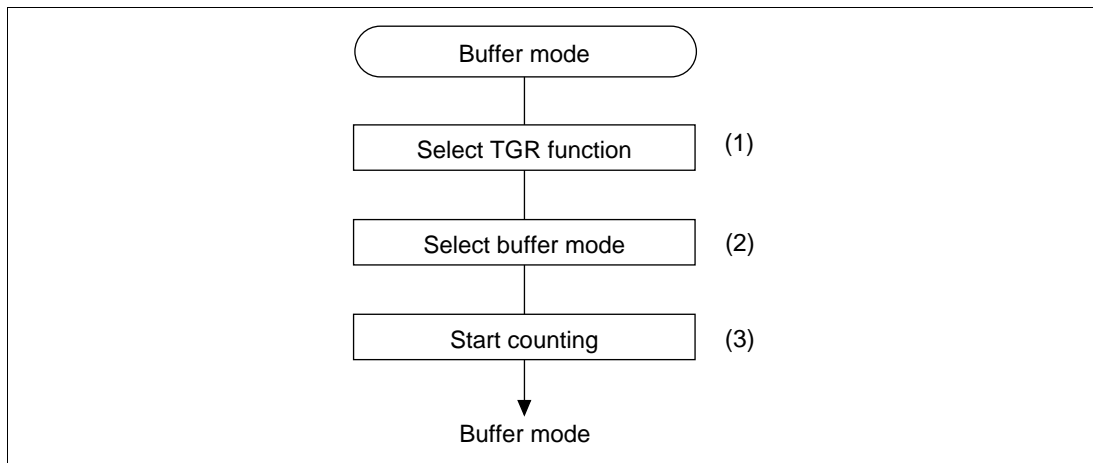 Buffer mode
Select TGR function (1)
Select buffer mode (2)
Start counting (3)
Buffer mode